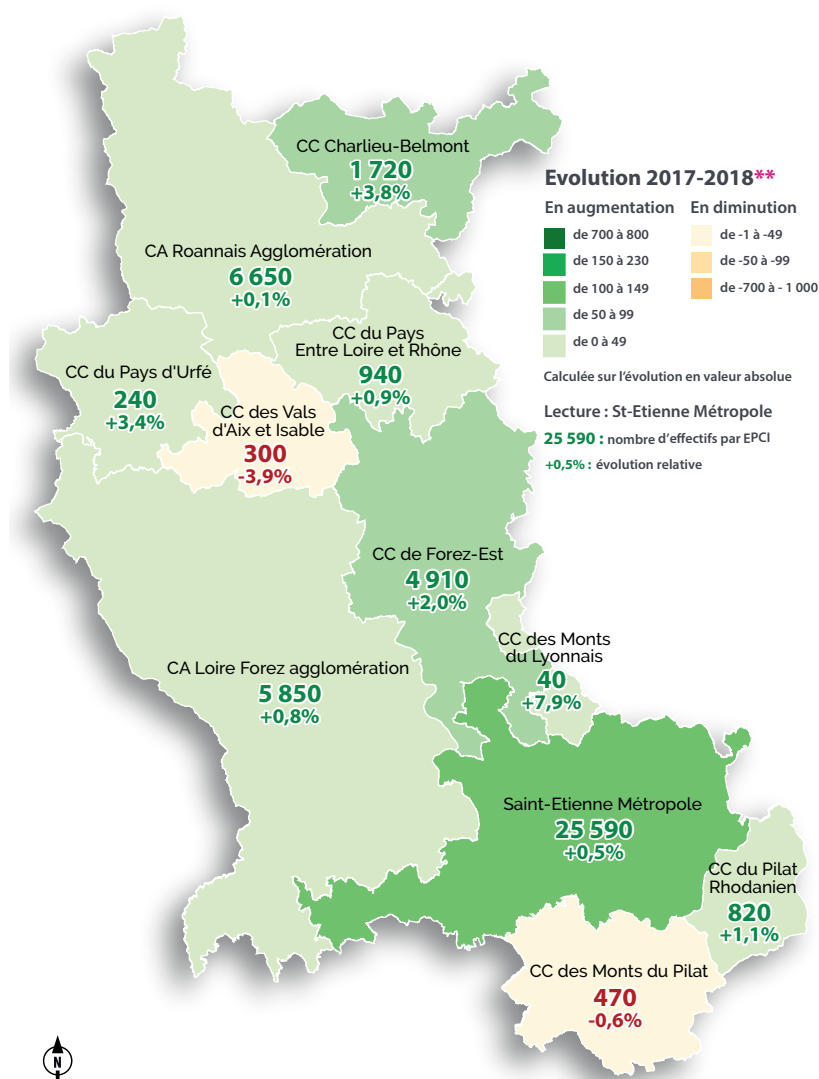 CC Charlieu-Belmont
1 720
+3,8%
CA Roannais Agglomération
6 650
+0,1%
CC du Pays
Entre Loire et Rhône
940
+0,9%
CC du Pays d'Urfé
240
+3,4%
CC des Vals
d'Aix et Isable
300
-3,9%
CC de Forez-Est
4 910
+2,0%
CC des Monts
du Lyonnais
40
+7,9%
CA Loire Forez agglomération
5 850
+0,8%
Saint-Etienne Métropole
25 590
+0,5%
CC du Pilat
Rhodanien
820
+1,1%
CC des Monts du Pilat
470
-0,6%
Evolution 2017-2018**
En augmentation
de 700 à 800
de 150 à 230
de 100 à 149
de 50 à 99
de 0 à 49
En diminution
de -1 à -49
de -50 à -99
de -700 à - 1 000
Calculée sur l'évolution en valeur absolue
Lecture : St-Etienne Métropole
25 590 : nombre d'effectifs par EPCI
+0,5% : évolution relative
N